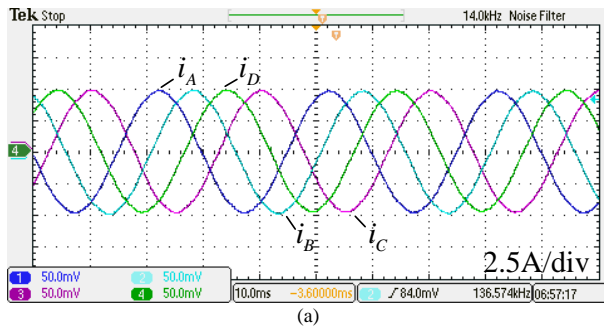 Tek Stop 14.0kHz Noise Filter
T
T
i_A i_D
4
i_B i_C
2.5A/div
1 50.0mV 2 50.0mV
3 50.0mV 4 50.0mV
10.0ms -3.60000ms 2 ƒ 84.0mV 136.574kHz 06:57:17
(a)